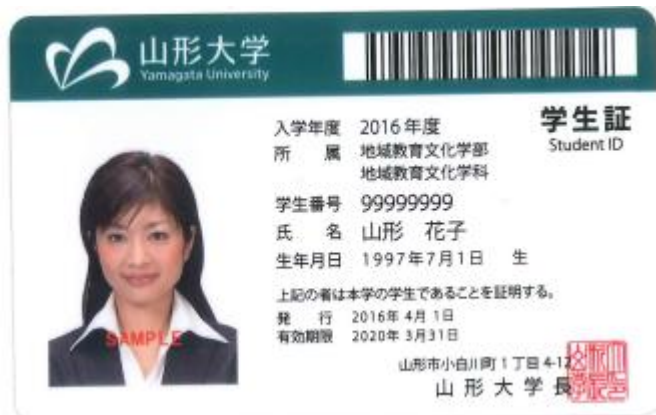 山形大学
Yamagata University
学生証
Student ID
入学年度 2016年度
所属 地域教育文化学部
地域教育文化学科
学生番号 99999999
氏名 山形 花子
生年月日 1997年7月1日 生
上記の者は本学の学生であることを証明する。
発行 2016年 4月 1日
有効期限 2020年 3月31日
SAMPLE
山形市小白川町1丁目4-12
山形大学長